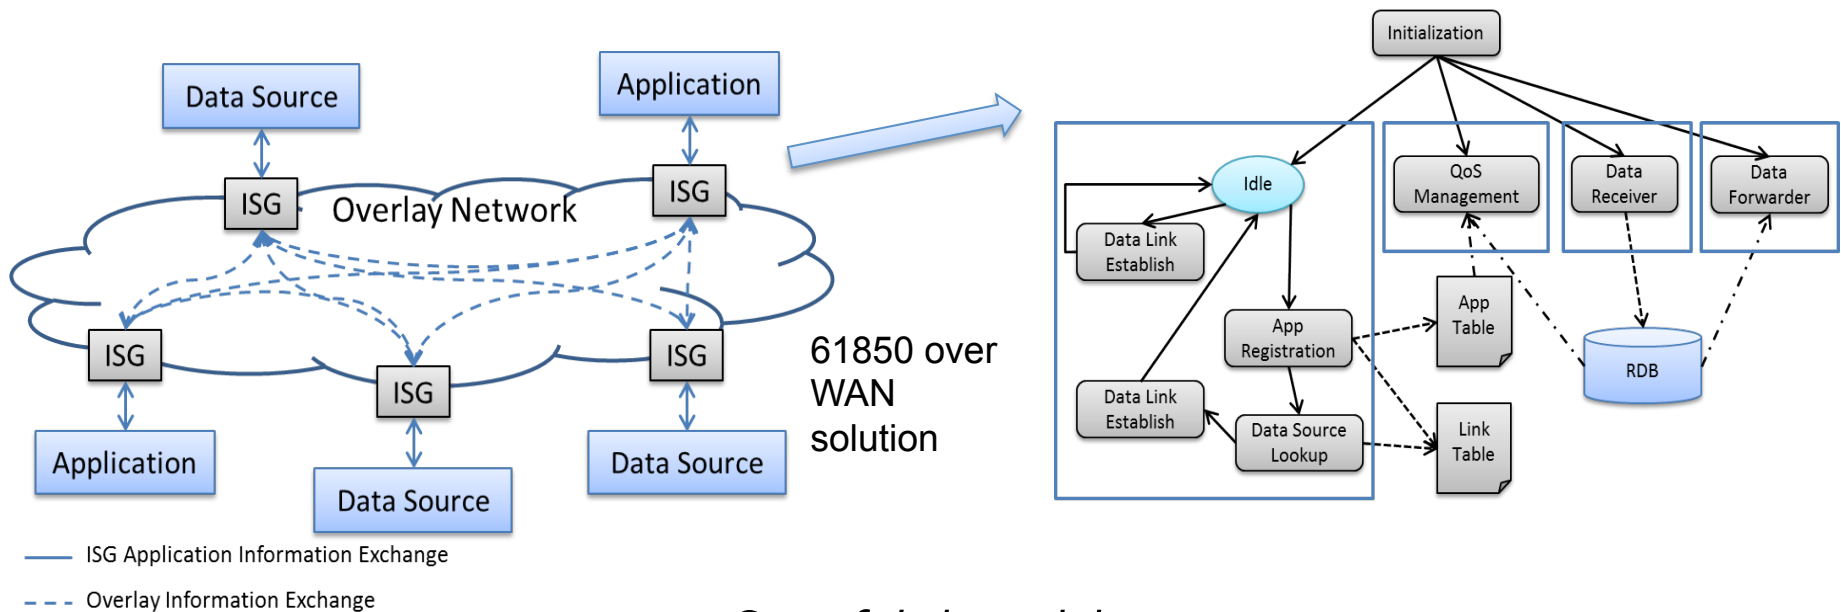 Data Source
Application
ISG
ISG
Overlay Network
ISG
ISG
ISG
Application
Data Source
Data Source
61850 over
WAN
solution
ISG Application Information Exchange
Overlay Information Exchange
Initialization
Idle
QoS
Management
Data
Receiver
Data
Forwarder
Data Link
Establish
App
Registration
App
Table
RDB
Data Link
Establish
Data Source
Lookup
Link
Table